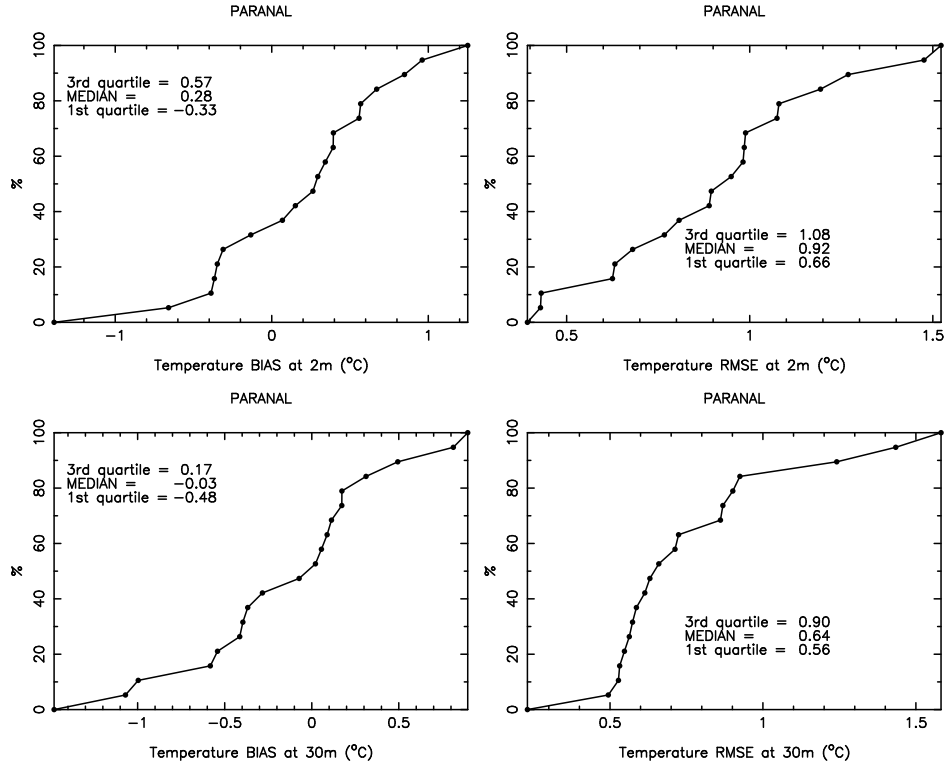 PARANAL
100
80
60
40
20
0
%
3rd quartile = 0.57
MEDIAN = 0.28
1st quartile = −0.33
−1 0 1
Temperature BIAS at 2m (°C)
PARANAL
100
80
60
40
20
0
%
3rd quartile = 1.08
MEDIAN = 0.92
1st quartile = 0.66
0.5 1 1.5
Temperature RMSE at 2m (°C)
PARANAL
100
80
60
40
20
0
%
3rd quartile = 0.17
MEDIAN = −0.03
1st quartile = −0.48
−1 −0.5 0 0.5
Temperature BIAS at 30m (°C)
PARANAL
100
80
60
40
20
0
%
3rd quartile = 0.90
MEDIAN = 0.64
1st quartile = 0.56
0.5 1 1.5
Temperature RMSE at 30m (°C)